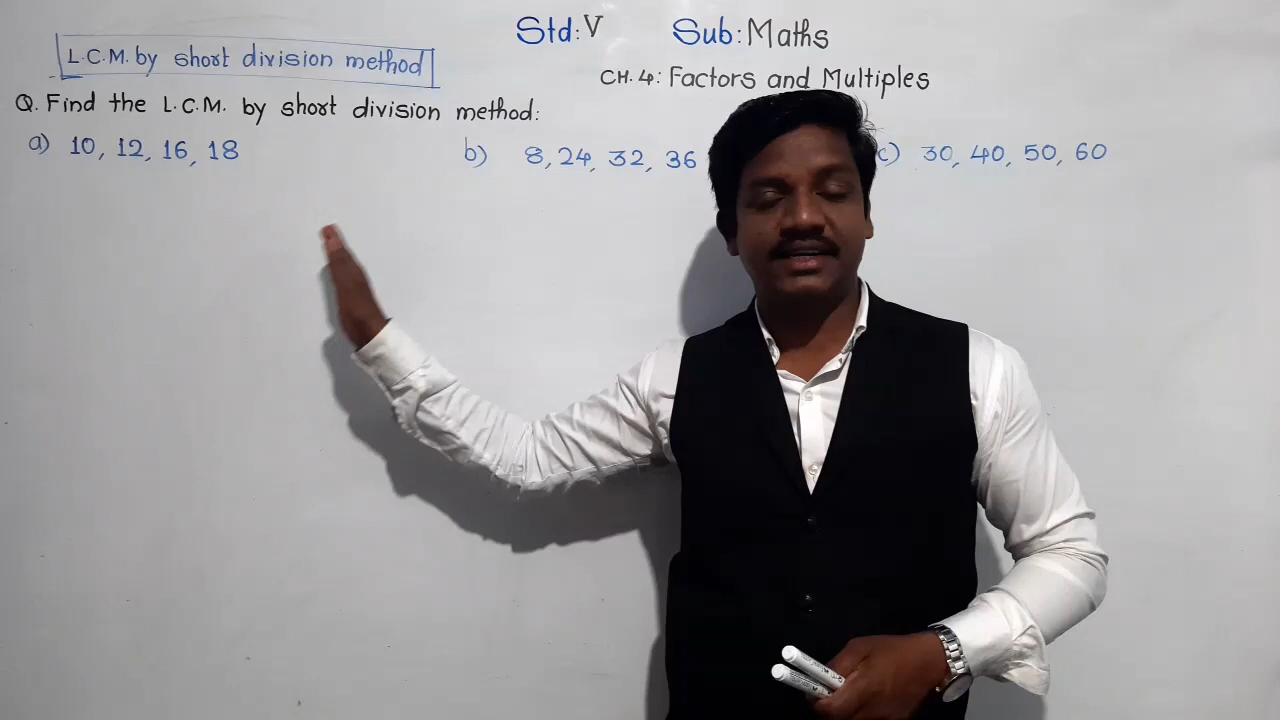 Std: V Sub: Maths
L.C.M. by short division method
CH. 4: Factors and Multiples
Q. Find the L.C.M. by short division method:
a) 10, 12, 16, 18 b) 8, 24, 32, 36 c) 30, 40, 50, 60